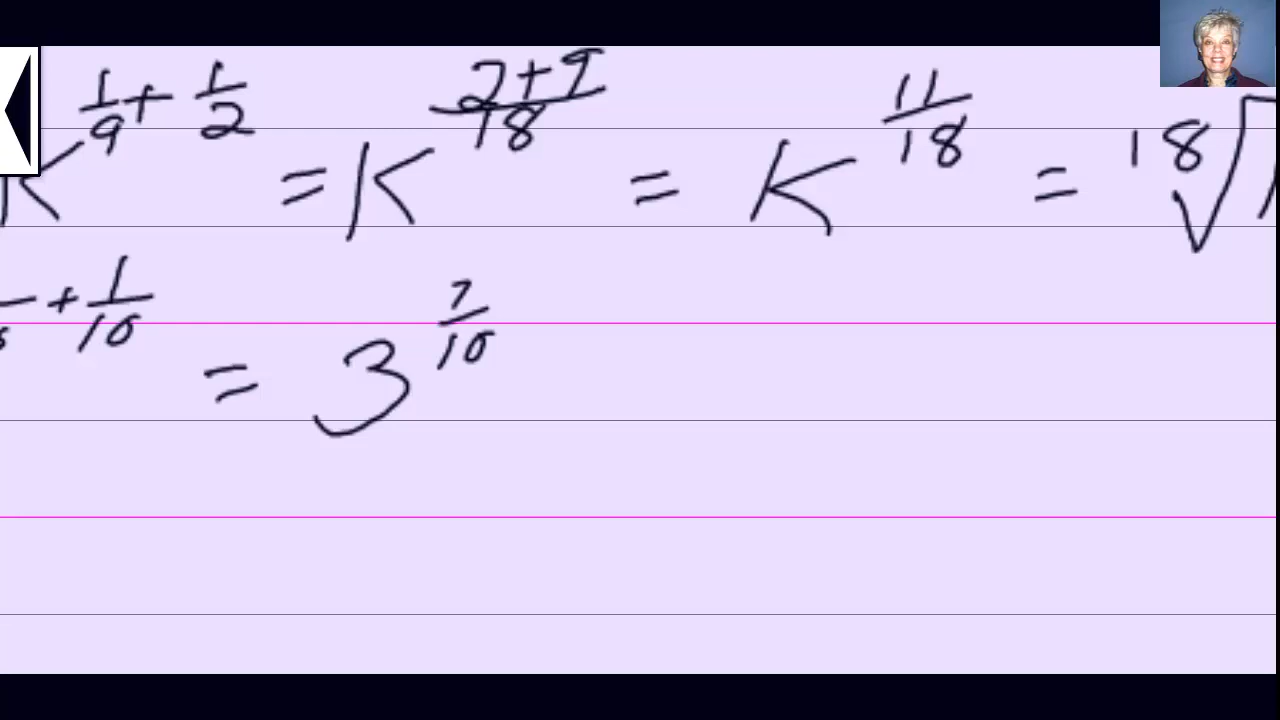 K^(1/9 + 1/2) = K^((2+9)/18) = K^(11/18) = ¹⁸√
+ 1/10 = 3^(7/10)